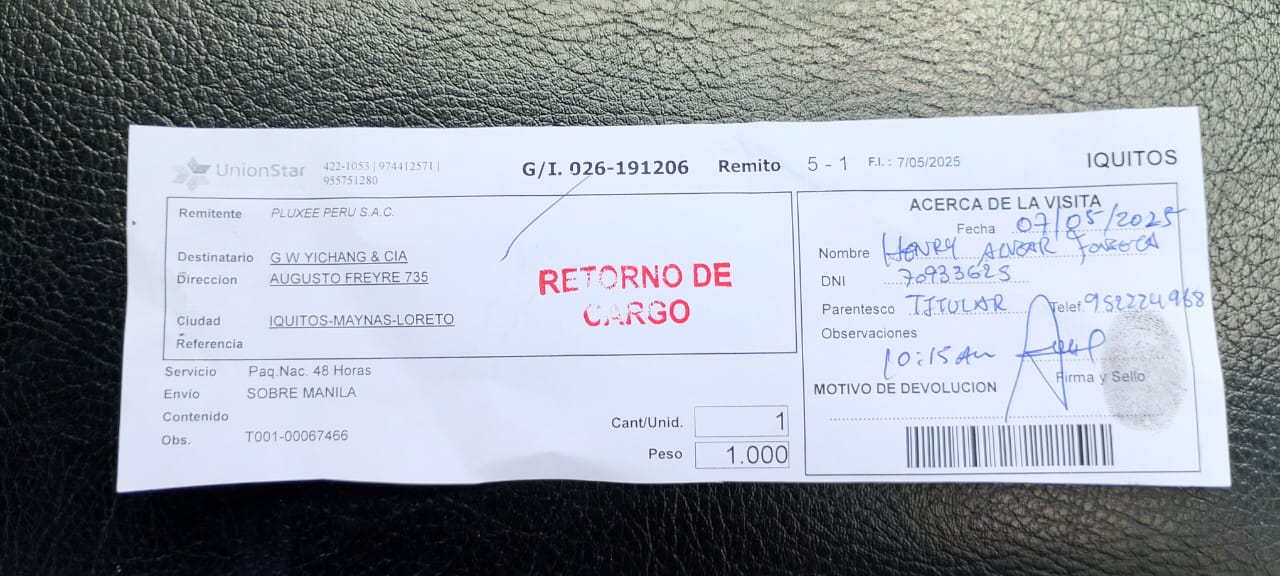 UnionStar 422-1053 | 974412571 | 955751280
G/I. 026-191206 Remito 5 - 1 F.I. : 7/05/2025 IQUITOS
Remitente PLUXEE PERU S.A.C.
Destinatario G W YICHANG & CIA
Direccion AUGUSTO FREYRE 735
Ciudad IQUITOS-MAYNAS-LORETO
Referencia
RETORNO DE
CARGO
Servicio Paq.Nac. 48 Horas
Envio SOBRE MANILA
Contenido
Obs. T001-00067466
Cant/Unid. 1
Peso 1.000
ACERCA DE LA VISITA
Fecha 07/05/2025
Nombre HENRY FONSECA
DNI 70933625
Parentesco TITULAR Telef. 952224968
Observaciones
10:15 Am
Firma y Sello
MOTIVO DE DEVOLUCION